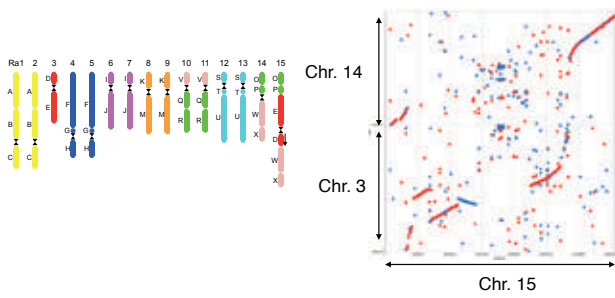 Ra1 2 3 4 5 6 7 8 9 10 11 12 13 14 15
A B C
A B C
D E
F G H
F G H
I J
I J
K M
K M
V Q R
V Q R
S T U
S T U
O P W X
O P E D W X
Chr. 14
Chr. 3
Chr. 15